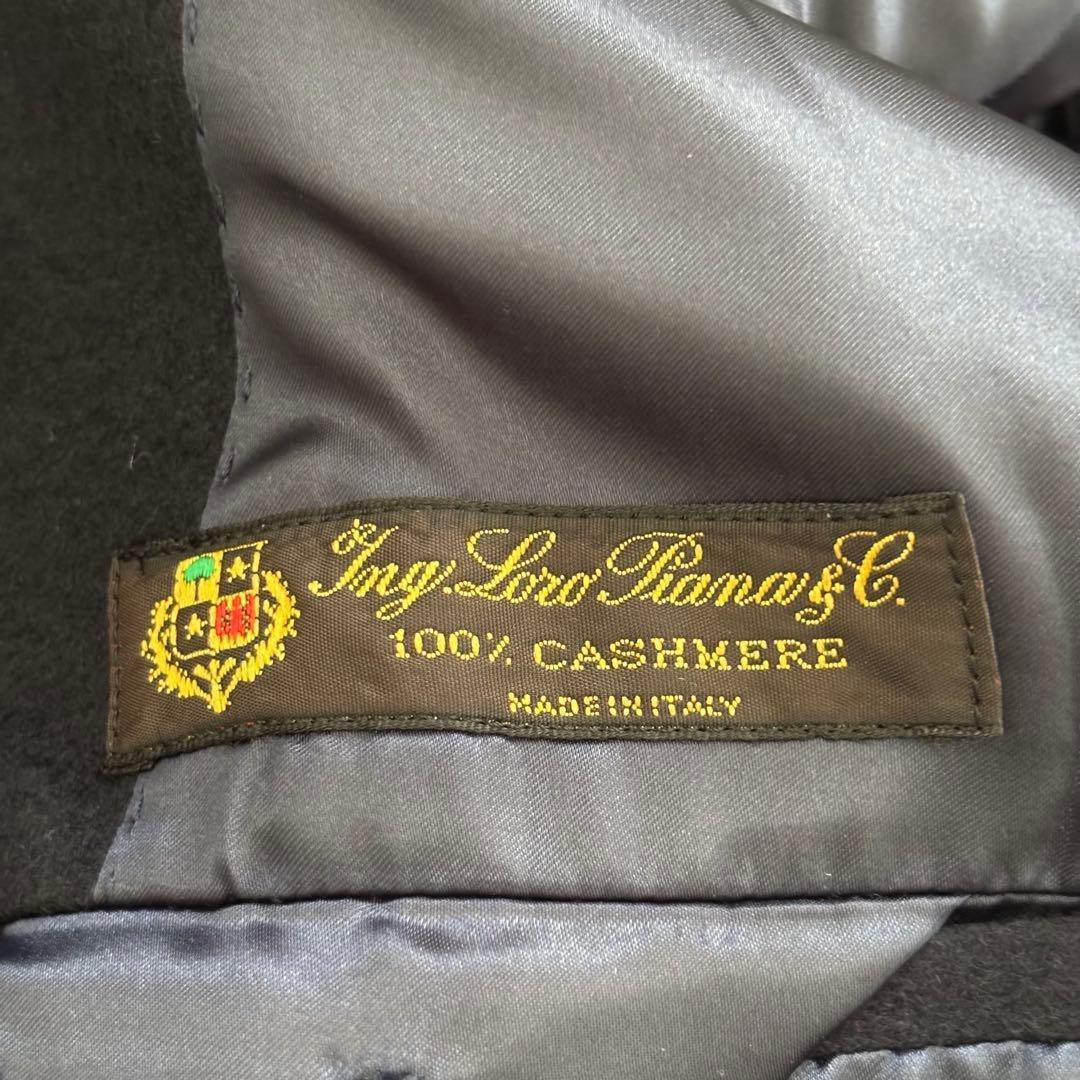 Ing. Loro Piana & C.
100% CASHMERE
MADE IN ITALY